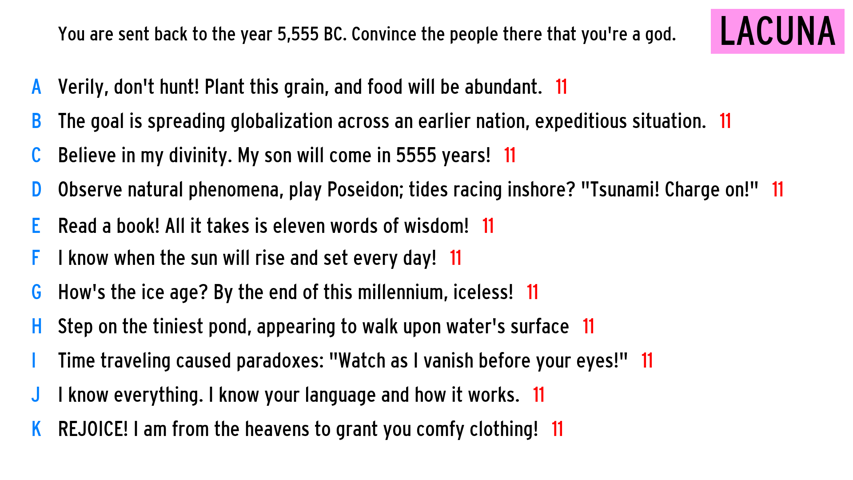 You are sent back to the year 5,555 BC. Convince the people there that you're a god.
LACUNA
A Verily, don't hunt! Plant this grain, and food will be abundant. 11
B The goal is spreading globalization across an earlier nation, expeditious situation. 11
C Believe in my divinity. My son will come in 5555 years! 11
D Observe natural phenomena, play Poseidon; tides racing inshore? "Tsunami! Charge on!" 11
E Read a book! All it takes is eleven words of wisdom! 11
F I know when the sun will rise and set every day! 11
G How's the ice age? By the end of this millennium, iceless! 11
H Step on the tiniest pond, appearing to walk upon water's surface 11
I Time traveling caused paradoxes: "Watch as I vanish before your eyes!" 11
J I know everything. I know your language and how it works. 11
K REJOICE! I am from the heavens to grant you comfy clothing! 11